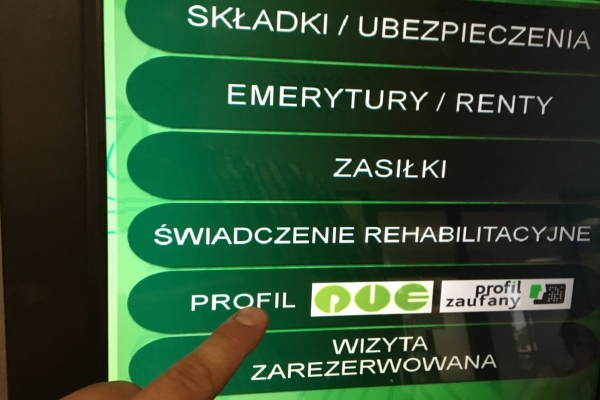 SKŁADKI / UBEZPIECZENIA
EMERYTURY / RENTY
ZASIŁKI
ŚWIADCZENIE REHABILITACYJNE
PROFIL PUE profil zaufany
WIZYTA
ZAREZERWOWANA